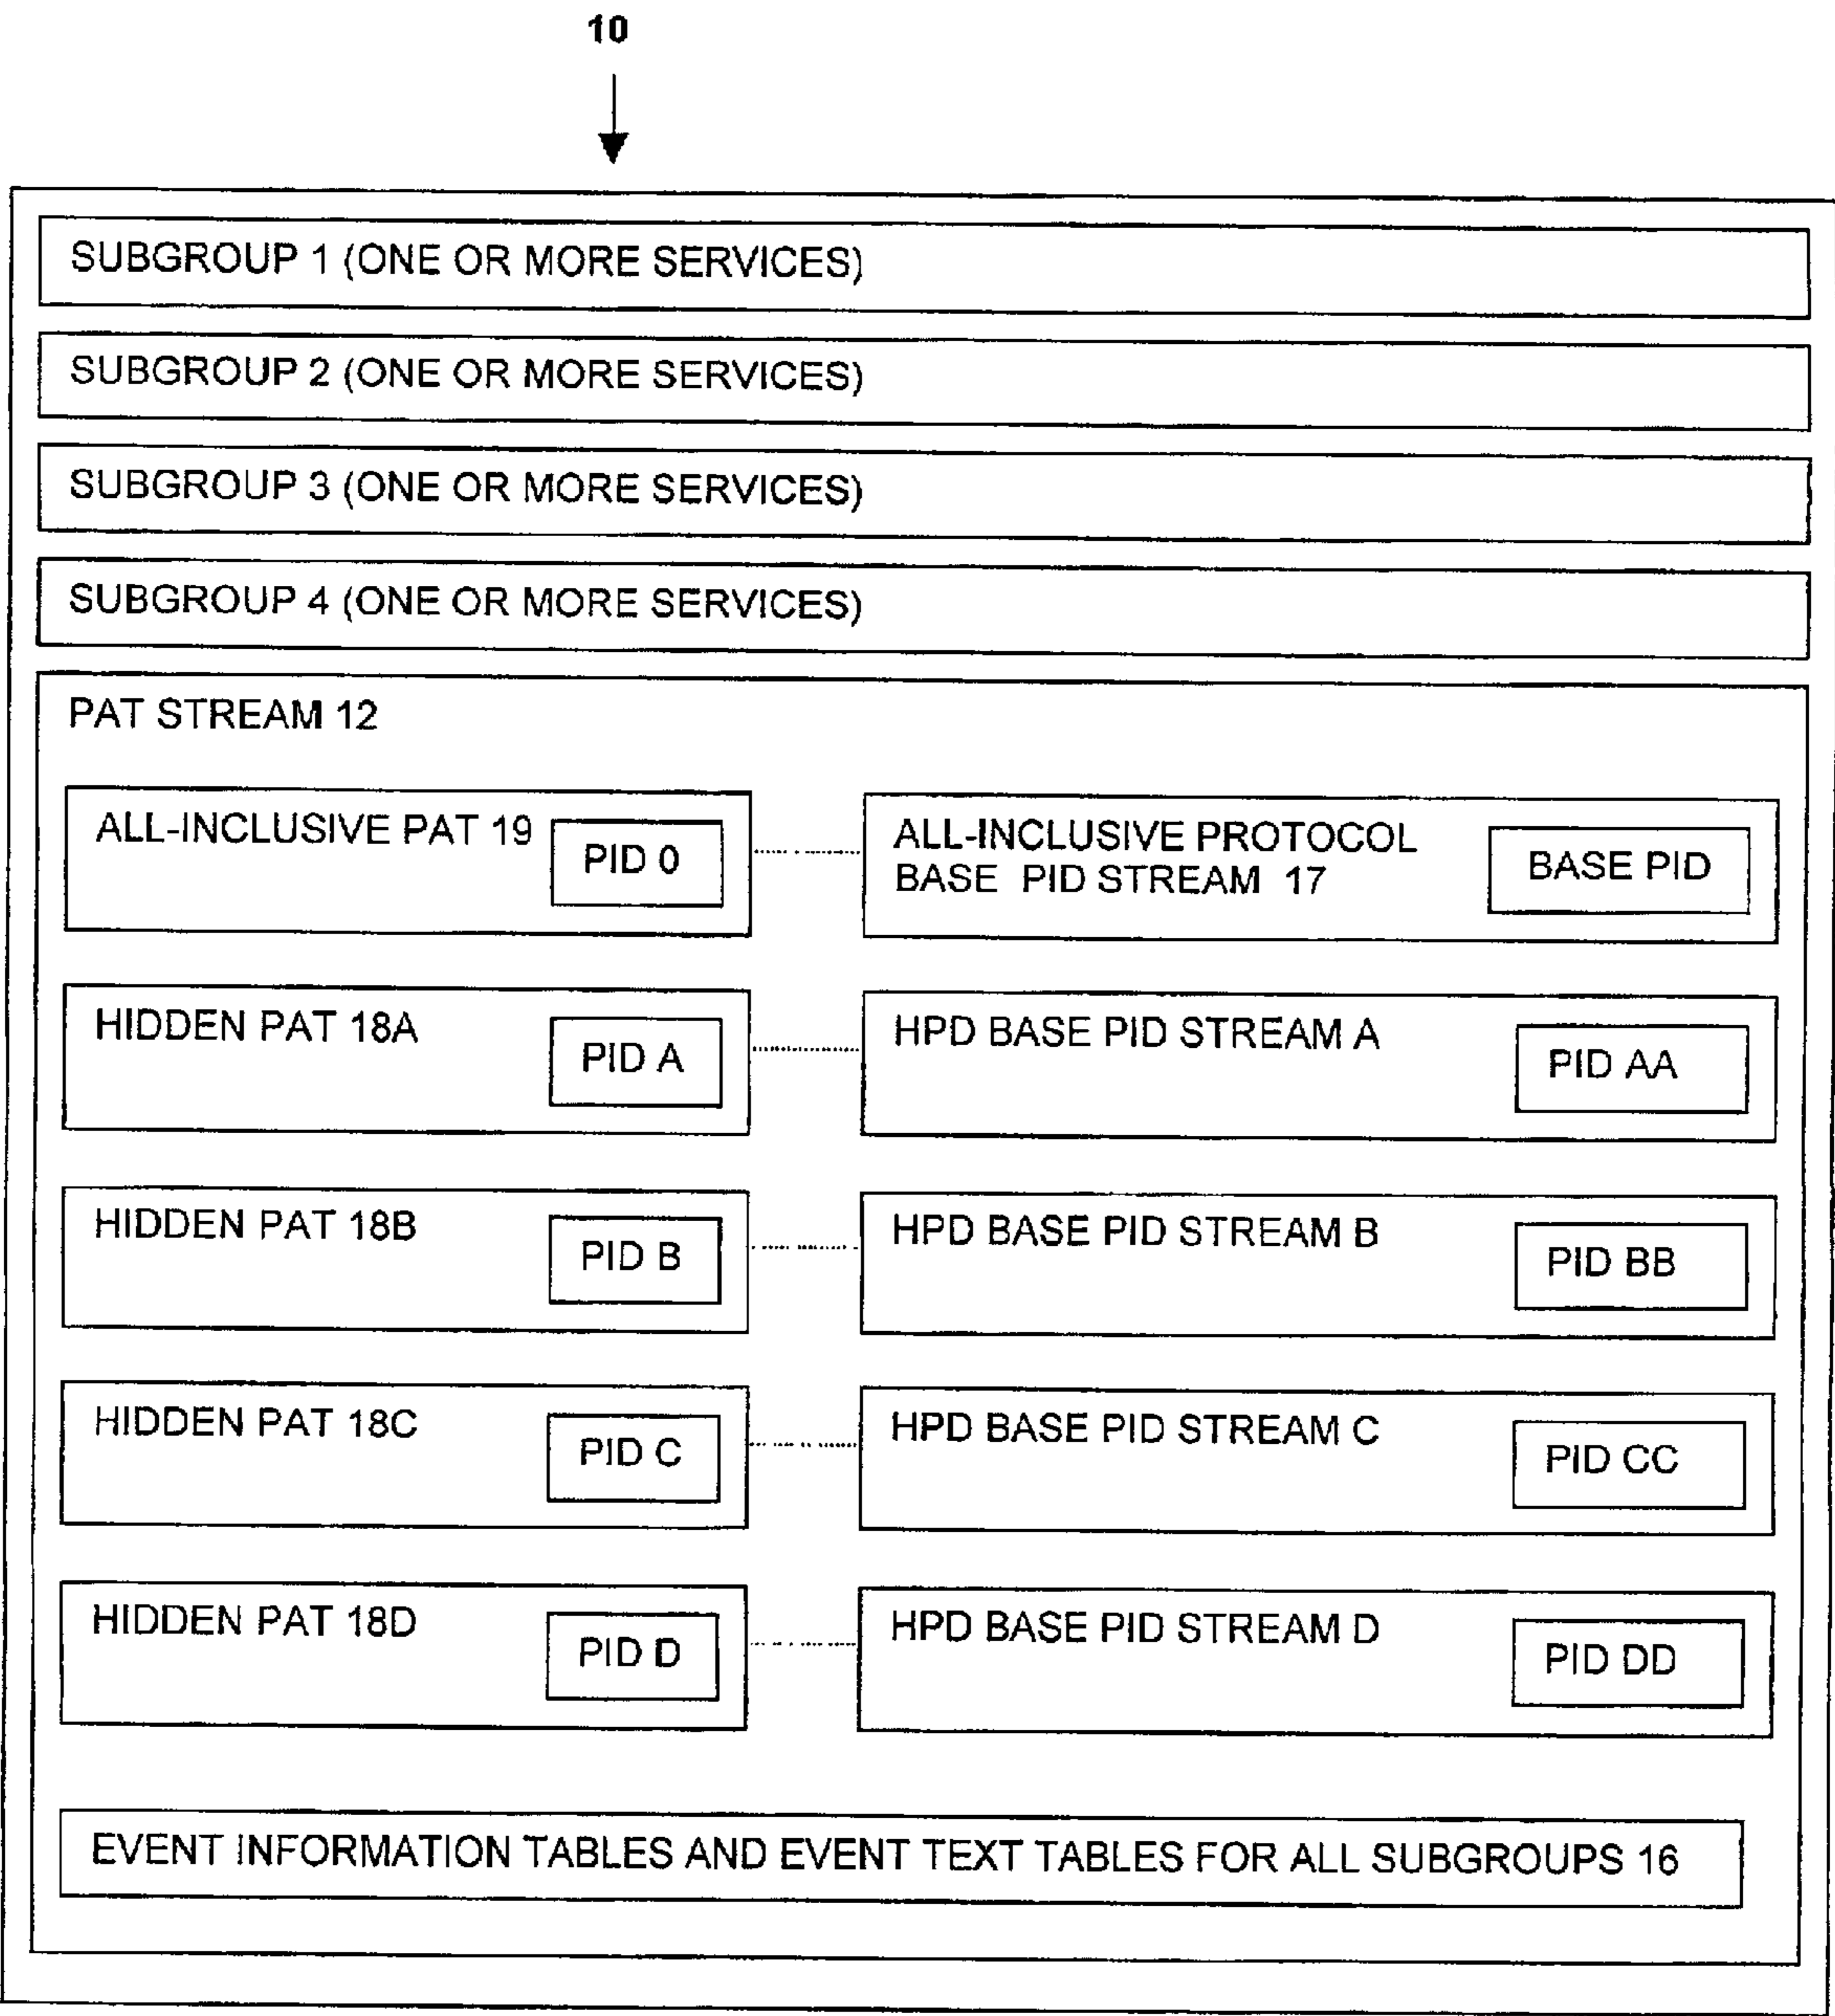 10
SUBGROUP 1 (ONE OR MORE SERVICES)
SUBGROUP 2 (ONE OR MORE SERVICES)
SUBGROUP 3 (ONE OR MORE SERVICES)
SUBGROUP 4 (ONE OR MORE SERVICES)
PAT STREAM 12
ALL-INCLUSIVE PAT 19
PID 0
ALL-INCLUSIVE PROTOCOL
BASE PID STREAM 17
BASE PID
HIDDEN PAT 18A
PID A
HPD BASE PID STREAM A
PID AA
HIDDEN PAT 18B
PID B
HPD BASE PID STREAM B
PID BB
HIDDEN PAT 18C
PID C
HPD BASE PID STREAM C
PID CC
HIDDEN PAT 18D
PID D
HPD BASE PID STREAM D
PID DD
EVENT INFORMATION TABLES AND EVENT TEXT TABLES FOR ALL SUBGROUPS 16